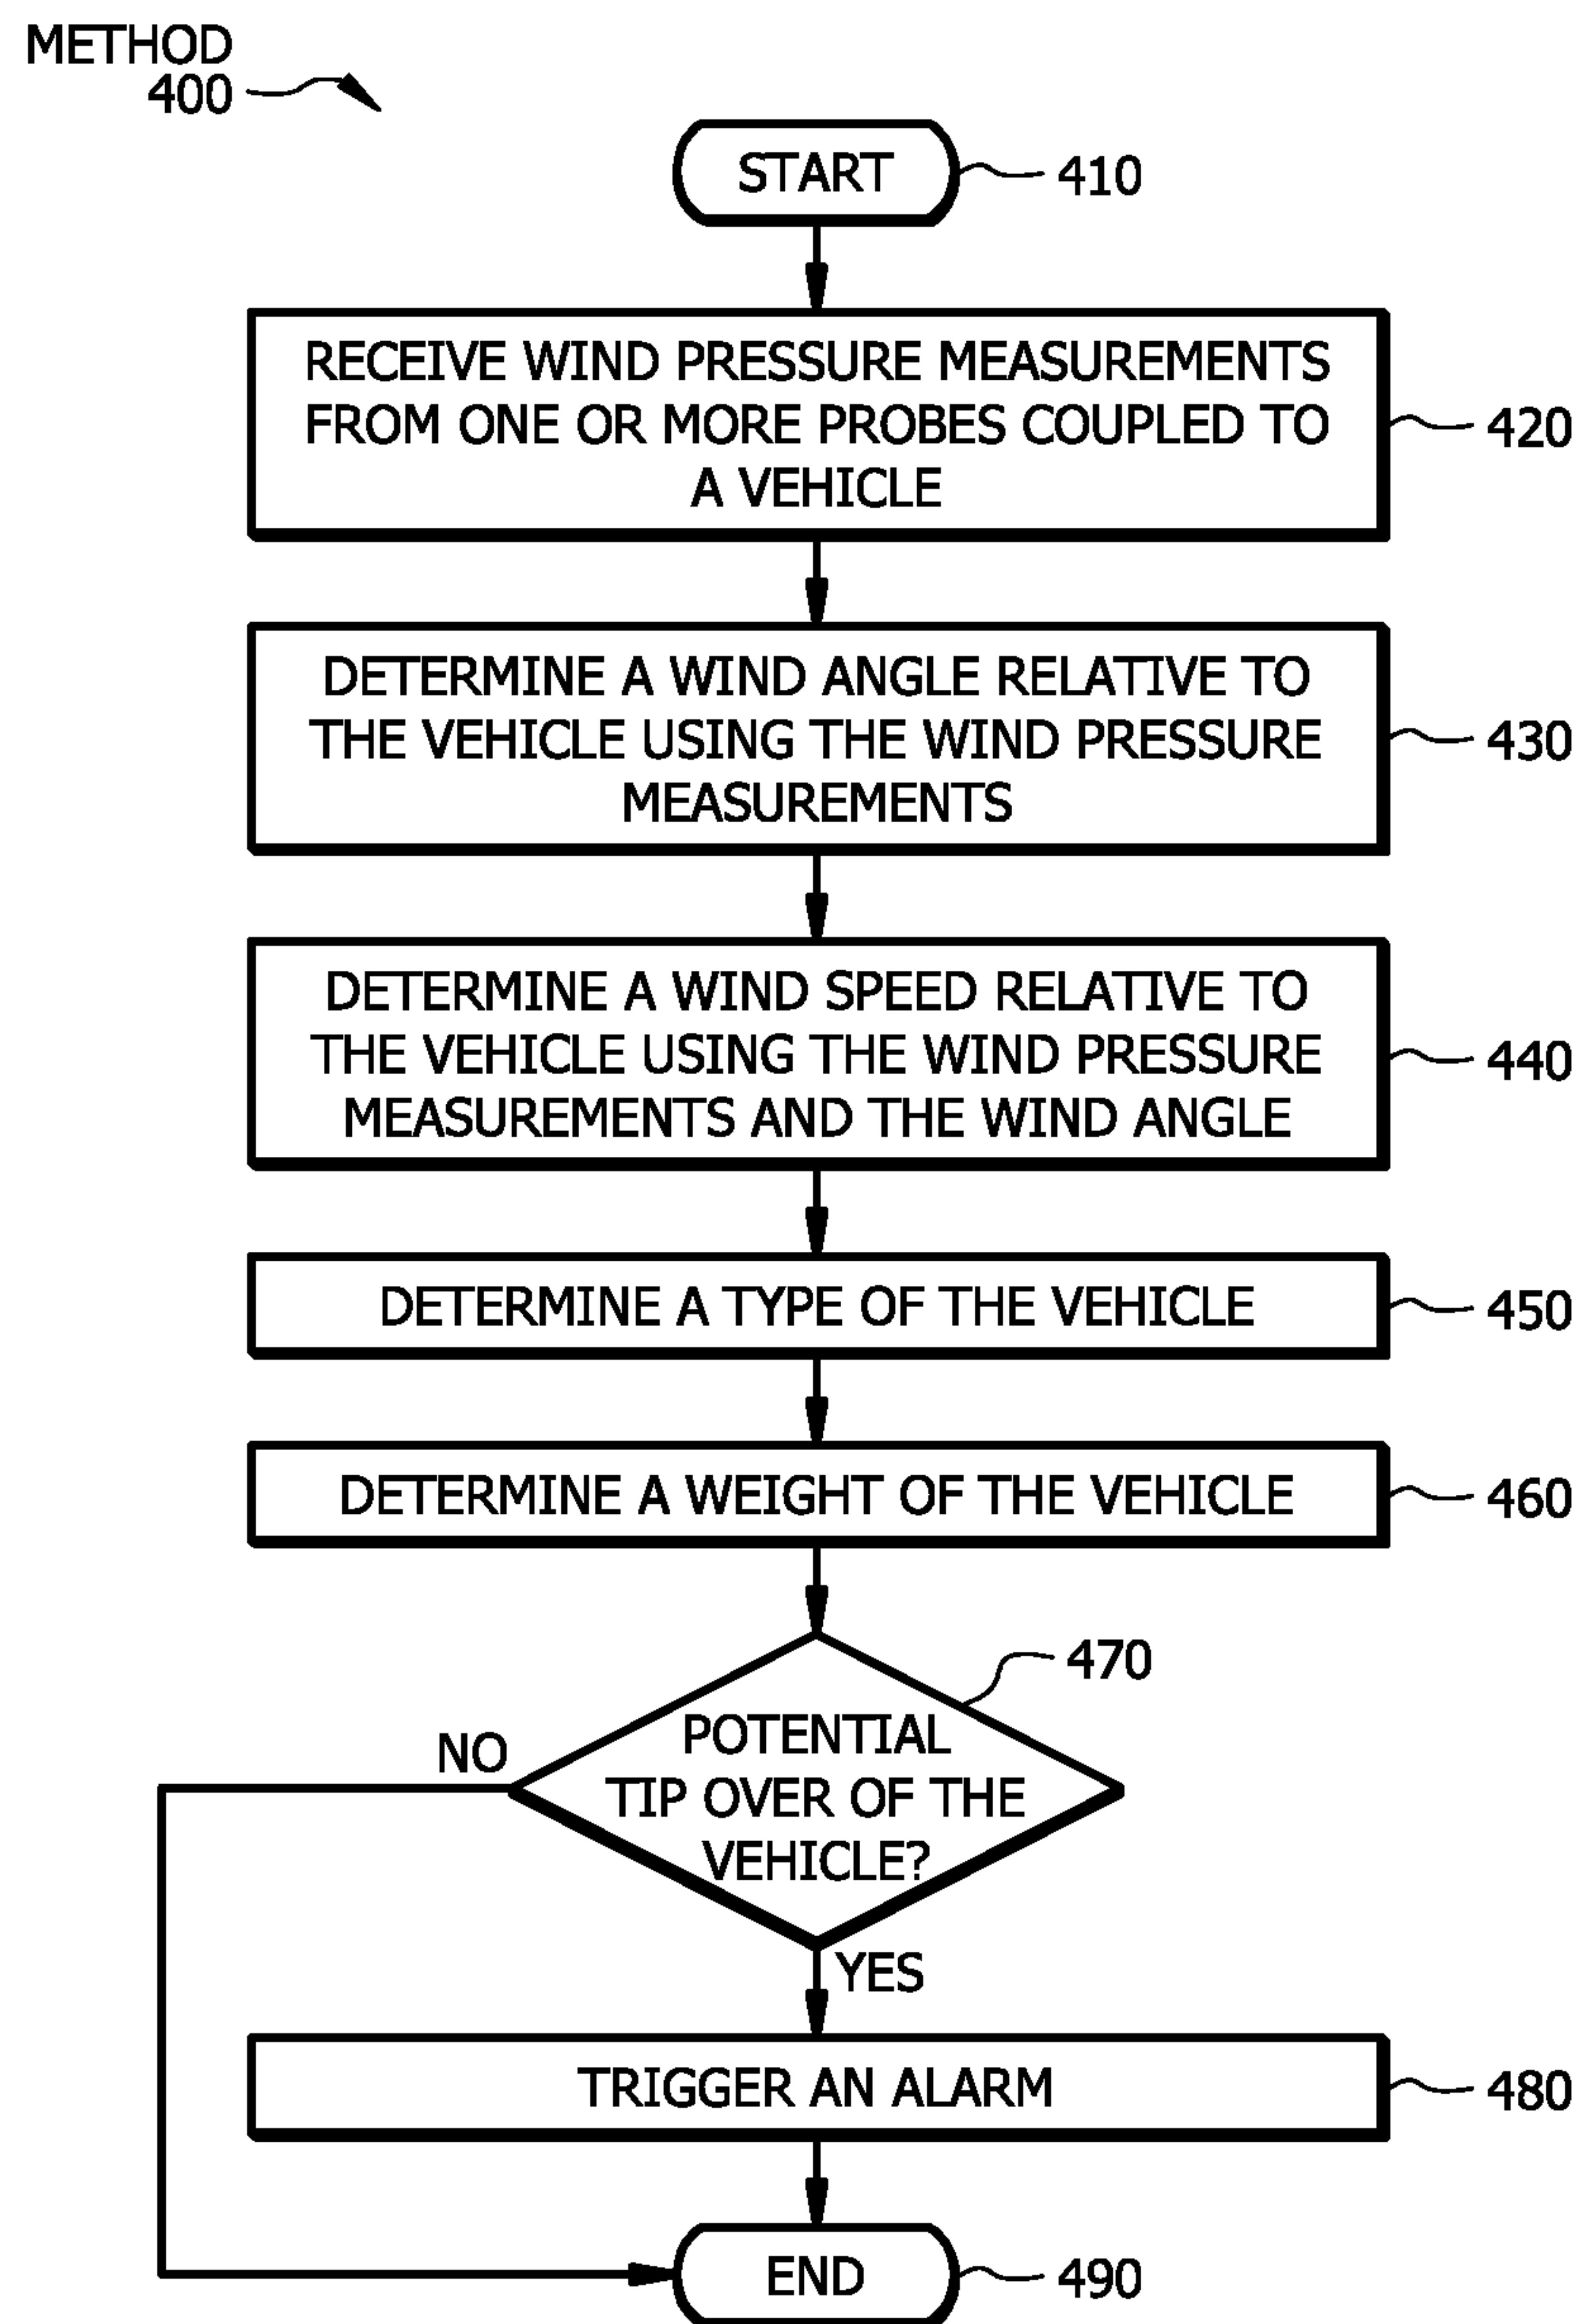 METHOD
400
START
410
RECEIVE WIND PRESSURE MEASUREMENTS
FROM ONE OR MORE PROBES COUPLED TO
A VEHICLE
420
DETERMINE A WIND ANGLE RELATIVE TO
THE VEHICLE USING THE WIND PRESSURE
MEASUREMENTS
430
DETERMINE A WIND SPEED RELATIVE TO
THE VEHICLE USING THE WIND PRESSURE
MEASUREMENTS AND THE WIND ANGLE
440
DETERMINE A TYPE OF THE VEHICLE
450
DETERMINE A WEIGHT OF THE VEHICLE
460
470
POTENTIAL
TIP OVER OF THE
VEHICLE?
NO
YES
TRIGGER AN ALARM
480
END
490